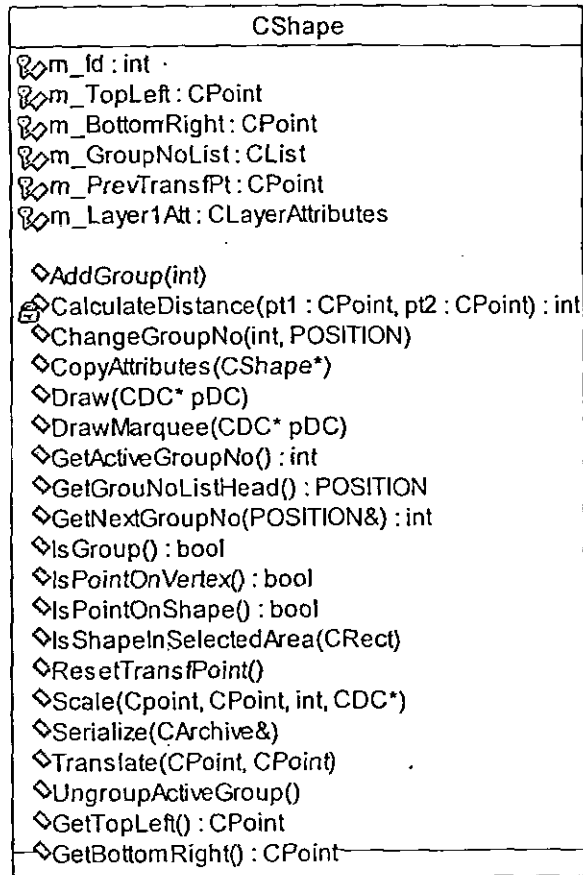 CShape
m_Id : int
m_TopLeft : CPoint
m_BottomRight : CPoint
m_GroupNoList : CList
m_PrevTransfPt : CPoint
m_Layer1Att : CLayerAttributes
AddGroup(int)
CalculateDistance(pt1 : CPoint, pt2 : CPoint) : int
ChangeGroupNo(int, POSITION)
CopyAttributes(CShape*)
Draw(CDC* pDC)
DrawMarquee(CDC* pDC)
GetActiveGroupNo() : int
GetGrouNoListHead() : POSITION
GetNextGroupNo(POSITION&) : int
IsGroup() : bool
IsPointOnVertex() : bool
IsPointOnShape() : bool
IsShapeInSelectedArea(CRect)
ResetTransfPoint()
Scale(Cpoint, CPoint, int, CDC*)
Serialize(CArchive&)
Translate(CPoint, CPoint)
UngroupActiveGroup()
GetTopLeft() : CPoint
GetBottomRight() : CPoint